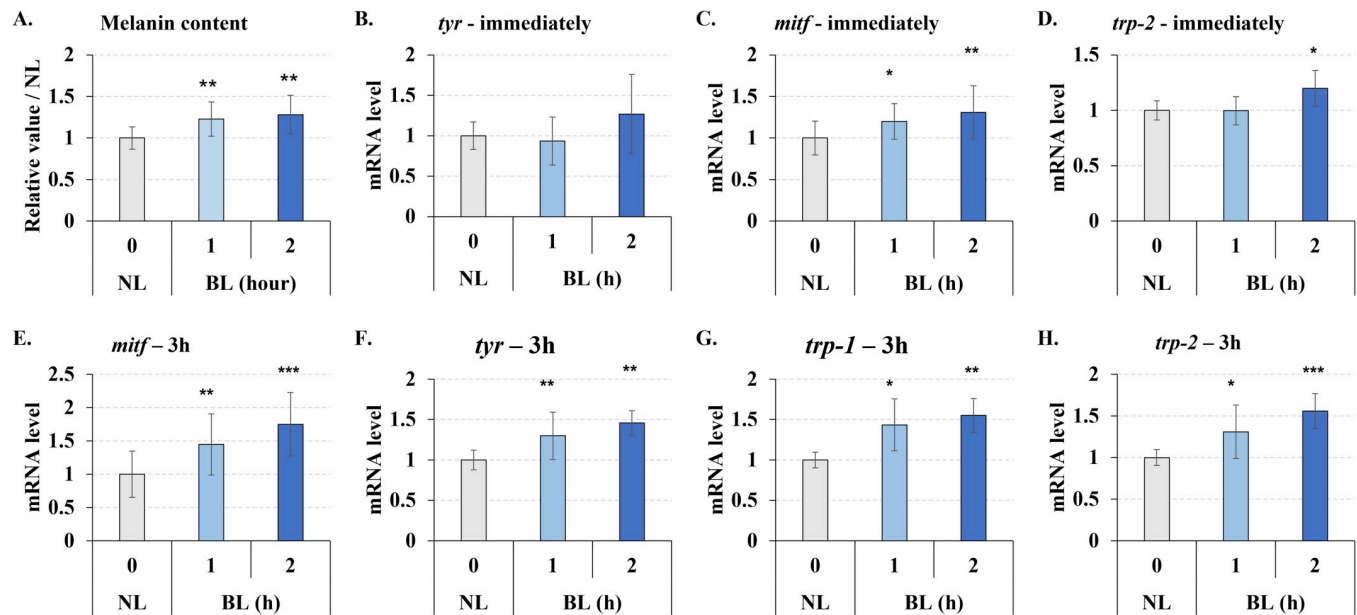 A. Melanin content
Relative value / NL
2
**
**
1.5
1
0.5
0
0 1 2
NL BL (hour)
B. tyr - immediately
mRNA level
2
1.5
1
0.5
0
0 1 2
NL BL (h)
C. mitf - immediately
mRNA level
2
**
*
1.5
1
0.5
0
0 1 2
NL BL (h)
D. trp-2 - immediately
mRNA level
*
1.5
1
0.5
0
0 1 2
NL BL (h)
E. mitf – 3h
mRNA level
2.5
***
**
2
1.5
1
0.5
0
0 1 2
NL BL (h)
F. tyr – 3h
mRNA level
2
** **
1.5
1
0.5
0
0 1 2
NL BL (h)
G. trp-1 – 3h
mRNA level
2
**
*
1.5
1
0.5
0
0 1 2
NL BL (h)
H. trp-2 – 3h
mRNA level
2
***
*
1.5
1
0.5
0
0 1 2
NL BL (h)